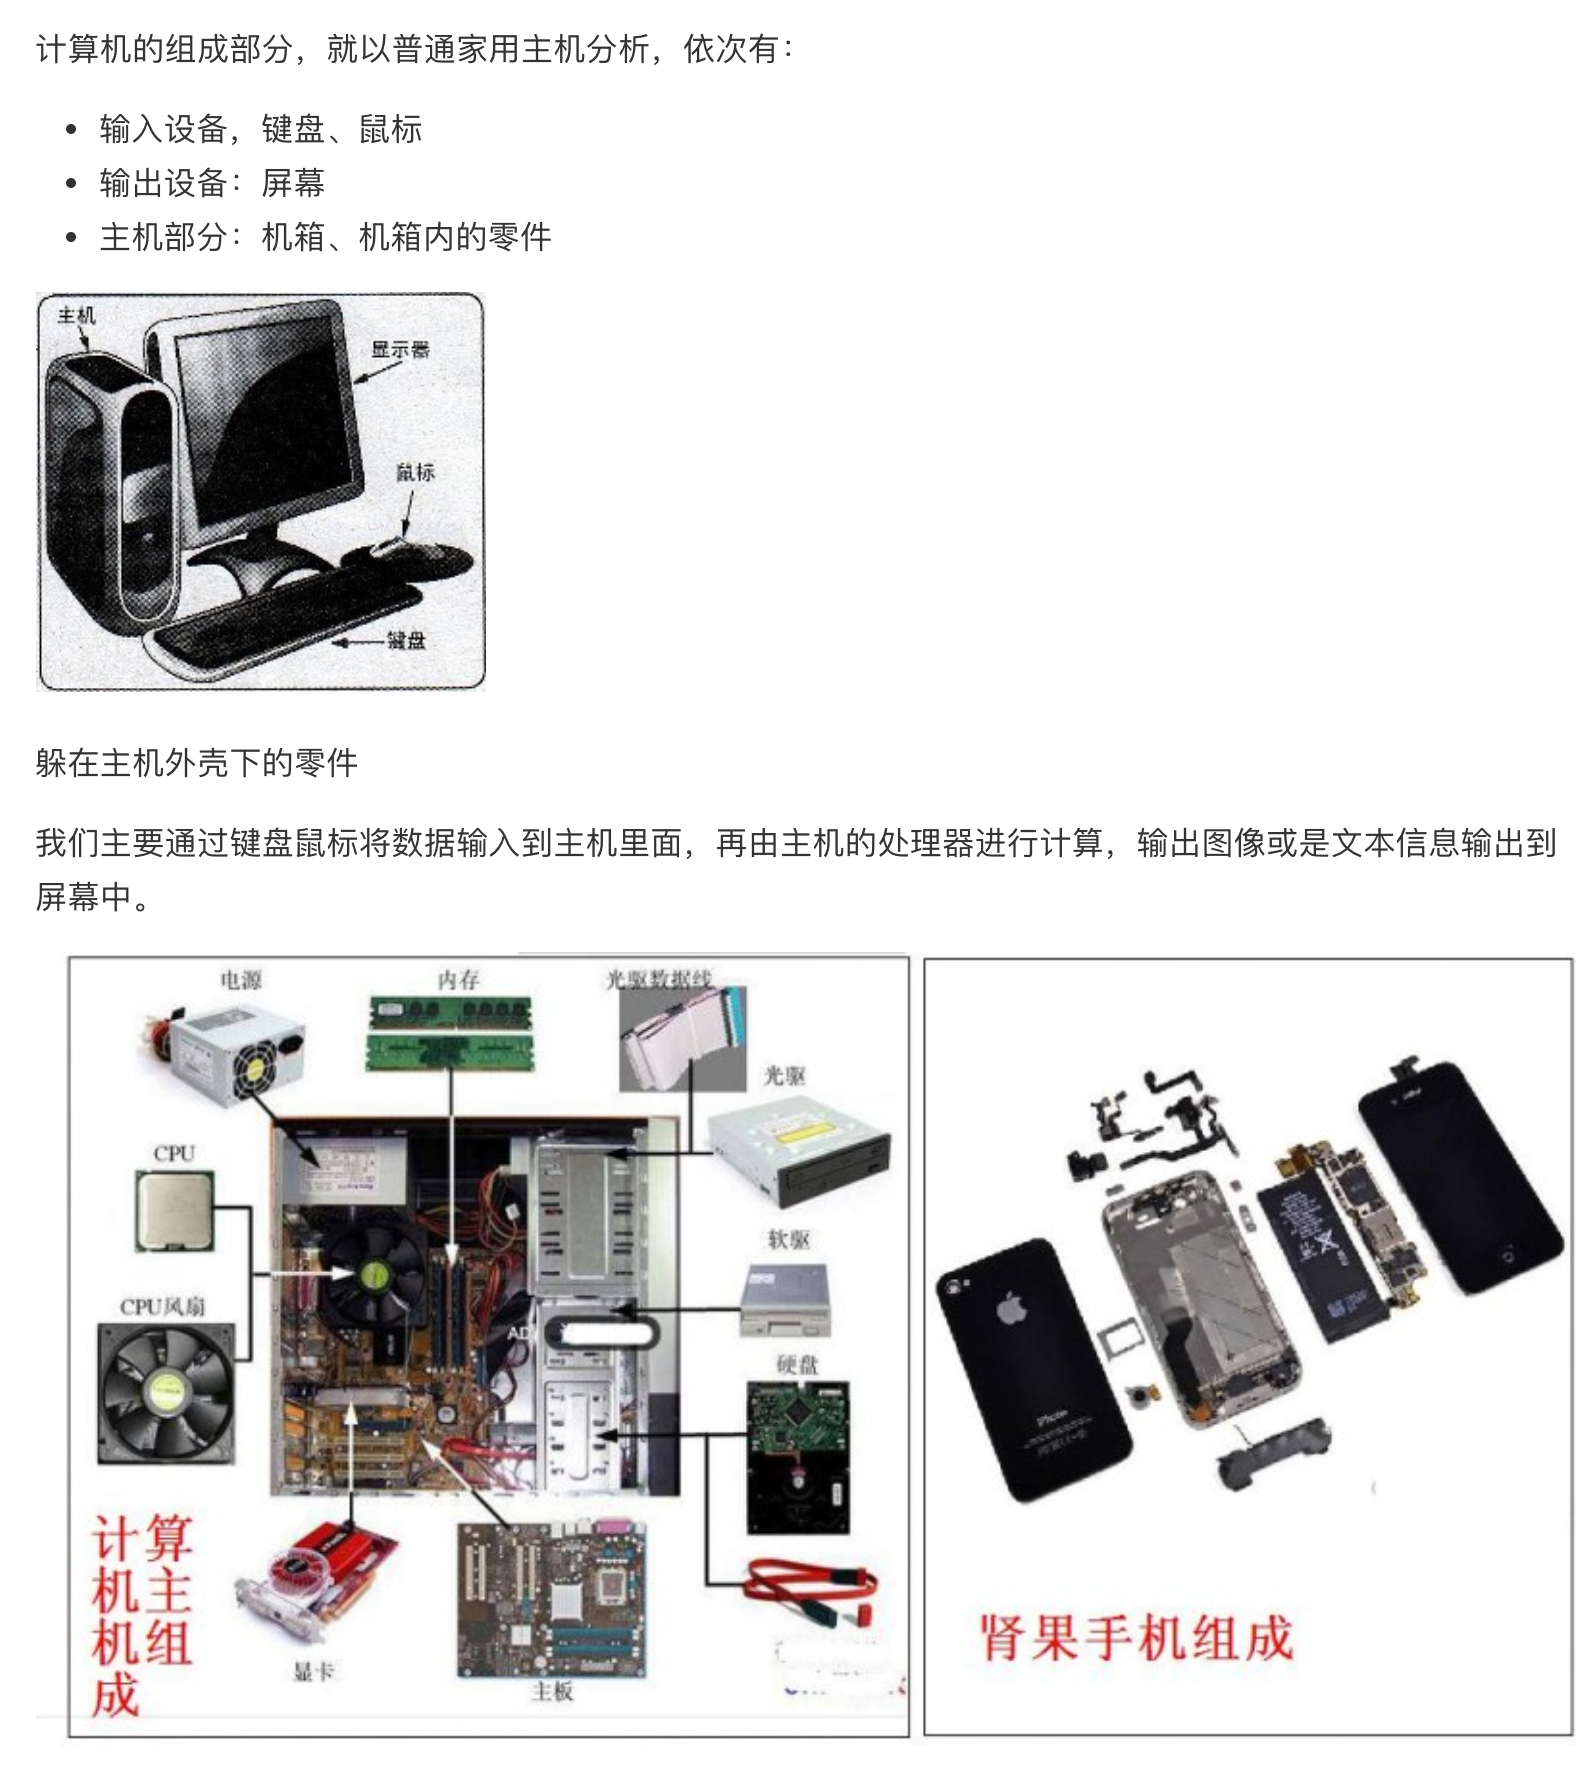 计算机的组成部分，就以普通家用主机分析，依次有：
输入设备，键盘、鼠标
输出设备：屏幕
主机部分：机箱、机箱内的零件
主机
显示器
鼠标
键盘
躲在主机外壳下的零件
我们主要通过键盘鼠标将数据输入到主机里面，再由主机的处理器进行计算，输出图像或是文本信息输出到
屏幕中。
电源
内存
光驱数据线
光驱
CPU
软驱
CPU风扇
硬盘
AD
计算
机主
机组
成
显卡
主板
iPhone
肾果手机组成